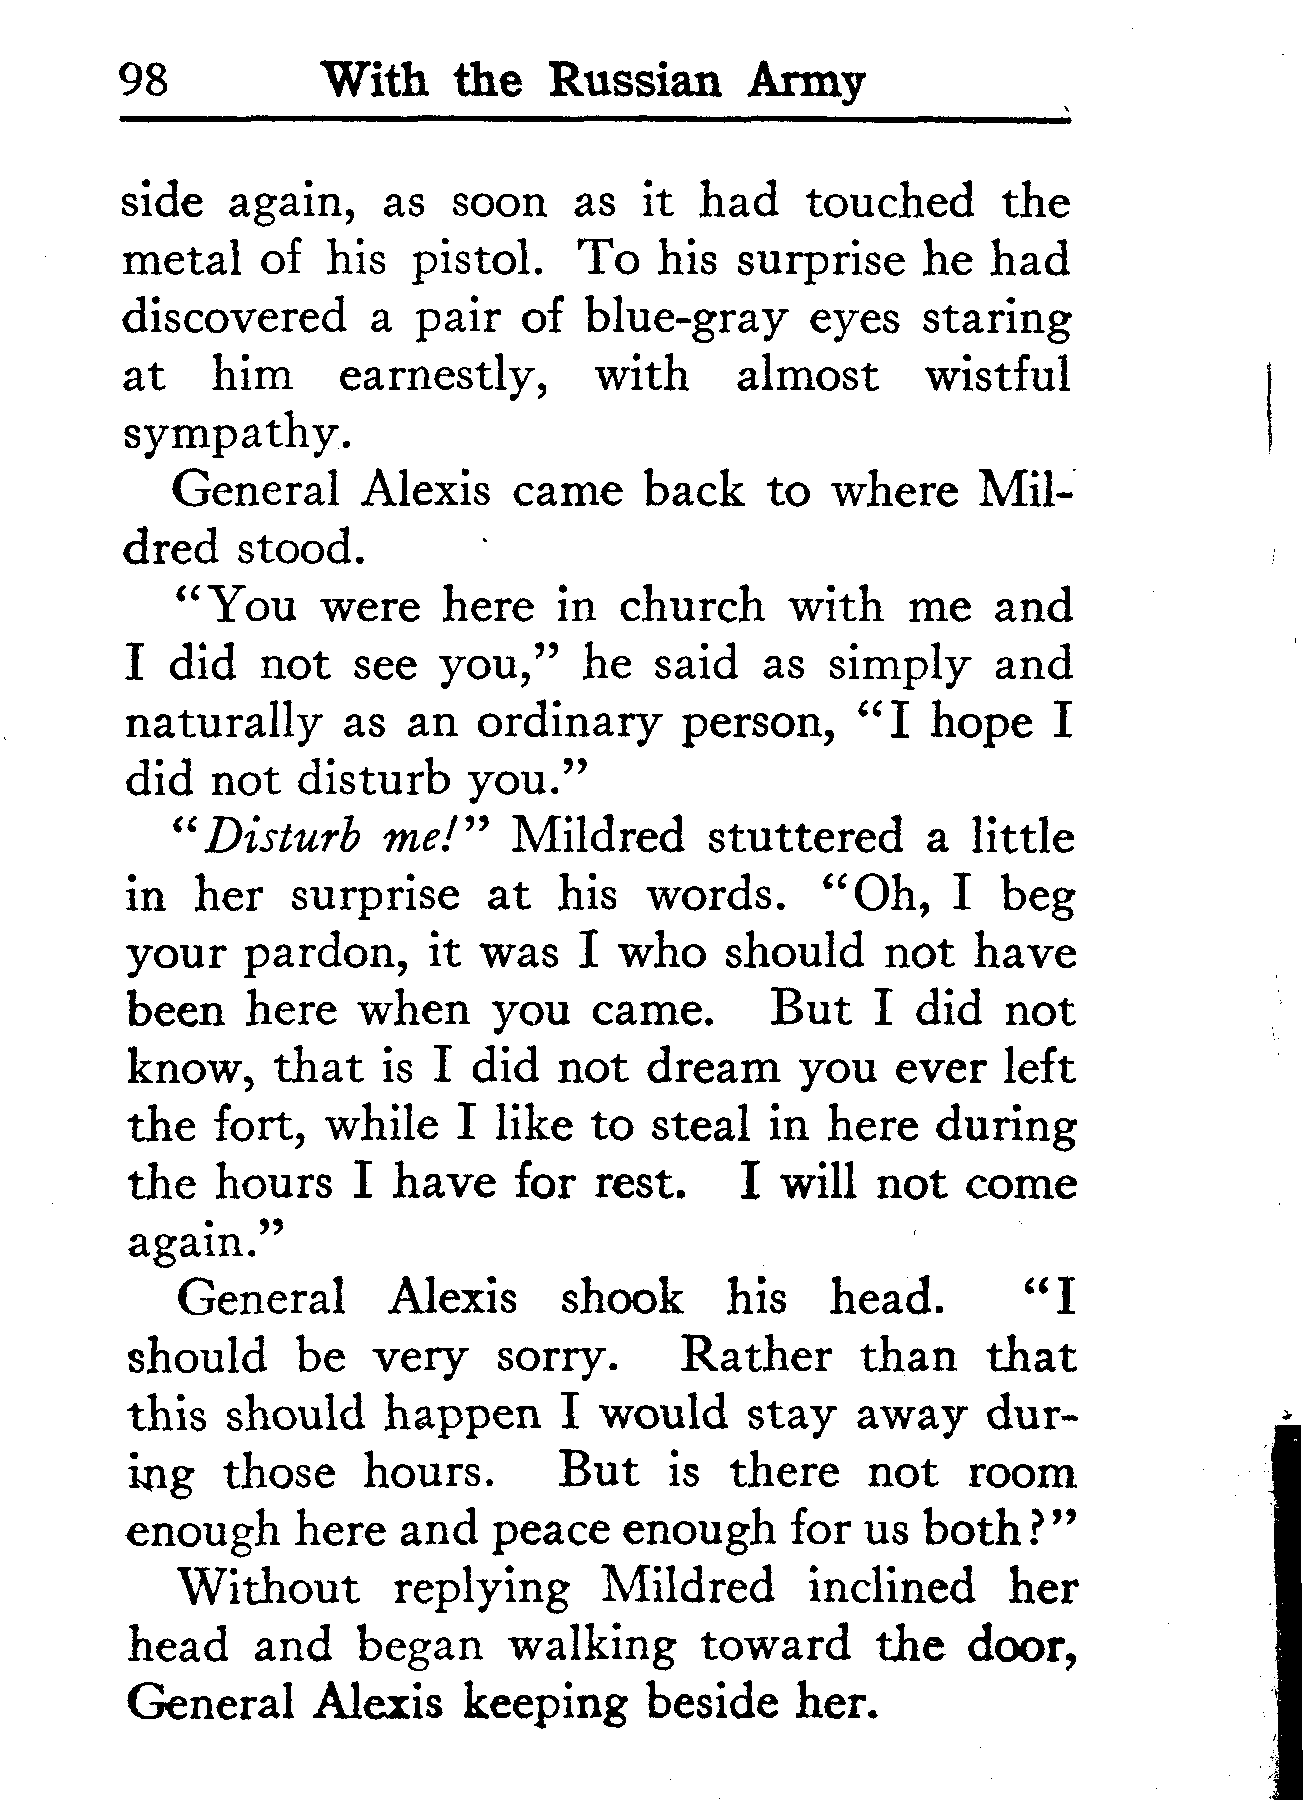 98 With the Russian Army
side again, as soon as it had touched the
metal of his pistol. To his surprise he had
discovered a pair of blue-gray eyes staring
at him earnestly, with almost wistful
sympathy.
General Alexis came back to where Mil-
dred stood.
"You were here in church with me and
I did not see you," he said as simply and
naturally as an ordinary person, "I hope I
did not disturb you."
"Disturb me!" Mildred stuttered a little
in her surprise at his words. "Oh, I beg
your pardon, it was I who should not have
been here when you came. But I did not
know, that is I did not dream you ever left
the fort, while I like to steal in here during
the hours I have for rest. I will not come
again."
General Alexis shook his head. "I
should be very sorry. Rather than that
this should happen I would stay away dur-
ing those hours. But is there not room
enough here and peace enough for us both?"
Without replying Mildred inclined her
head and began walking toward the door,
General Alexis keeping beside her.